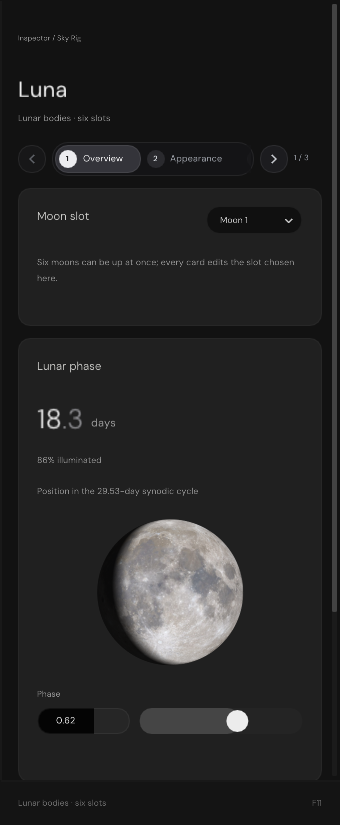 Inspector / Sky Rig
Luna
Lunar bodies · six slots
1 Overview 2 Appearance 1 / 3
Moon slot Moon 1
Six moons can be up at once; every card edits the slot chosen
here.
Lunar phase
18.3 days
86% illuminated
Position in the 29.53-day synodic cycle
Phase
0.62
Lunar bodies · six slots F11